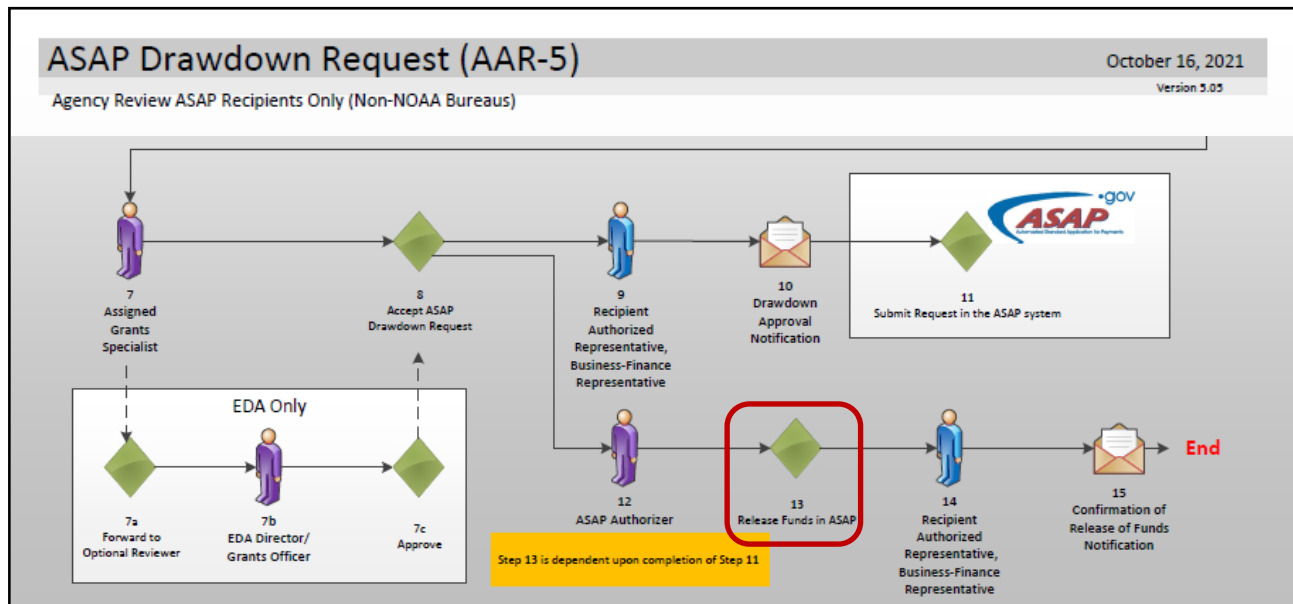 ASAP Drawdown Request (AAR-5)
October 16, 2021
Version 5.05
Agency Review ASAP Recipients Only (Non-NOAA Bureaus)
7
Assigned
Grants
Specialist
8
Accept ASAP
Drawdown Request
9
Recipient
Authorized
Representative,
Business-Finance
Representative
10
Drawdown
Approval
Notification
ASAP.gov
Automated Standard Application for Payments
11
Submit Request in the ASAP system
EDA Only
7a
Forward to
Optional Reviewer
7b
EDA Director/
Grants Officer
7c
Approve
12
ASAP Authorizer
13
Release Funds in ASAP
14
Recipient
Authorized
Representative,
Business-Finance
Representative
15
Confirmation of
Release of Funds
Notification
End
Step 13 is dependent upon completion of Step 11